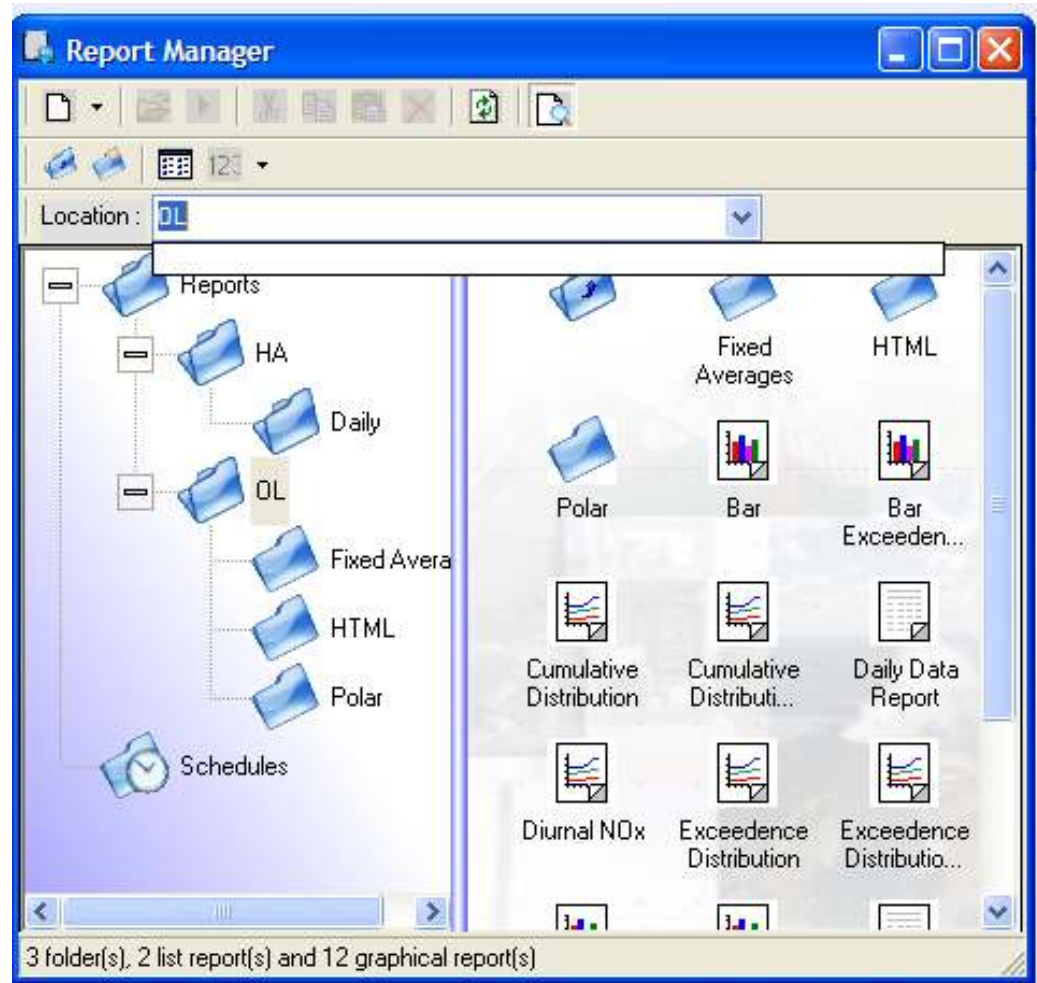 Report Manager
123
Location : OL
Reports
HA
Daily
OL
Fixed Avera
HTML
Polar
Schedules
Fixed
Averages
HTML
Polar
Bar
Bar
Exceeden...
Cumulative
Distribution
Cumulative
Distributi...
Daily Data
Report
Diurnal NOx
Exceedence
Distribution
Exceedence
Distributio...
3 folder(s), 2 list report(s) and 12 graphical report(s)